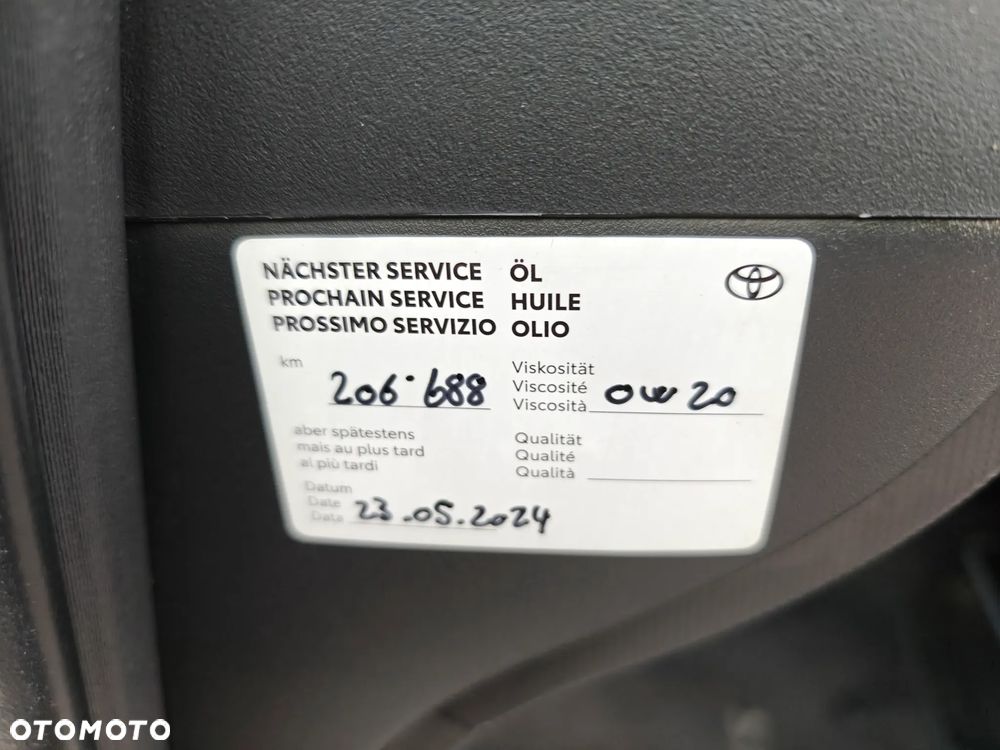 NÄCHSTER SERVICE ÖL
PROCHAIN SERVICE HUILE
PROSSIMO SERVIZIO OLIO
km 206·688
Viskosität
Viscosité
Viscosità 0W20
aber spätestens
mais au plus tard
al più tardi
Qualität
Qualité
Qualità
Datum
Date
Data 23.05.2024
OTOMOTO